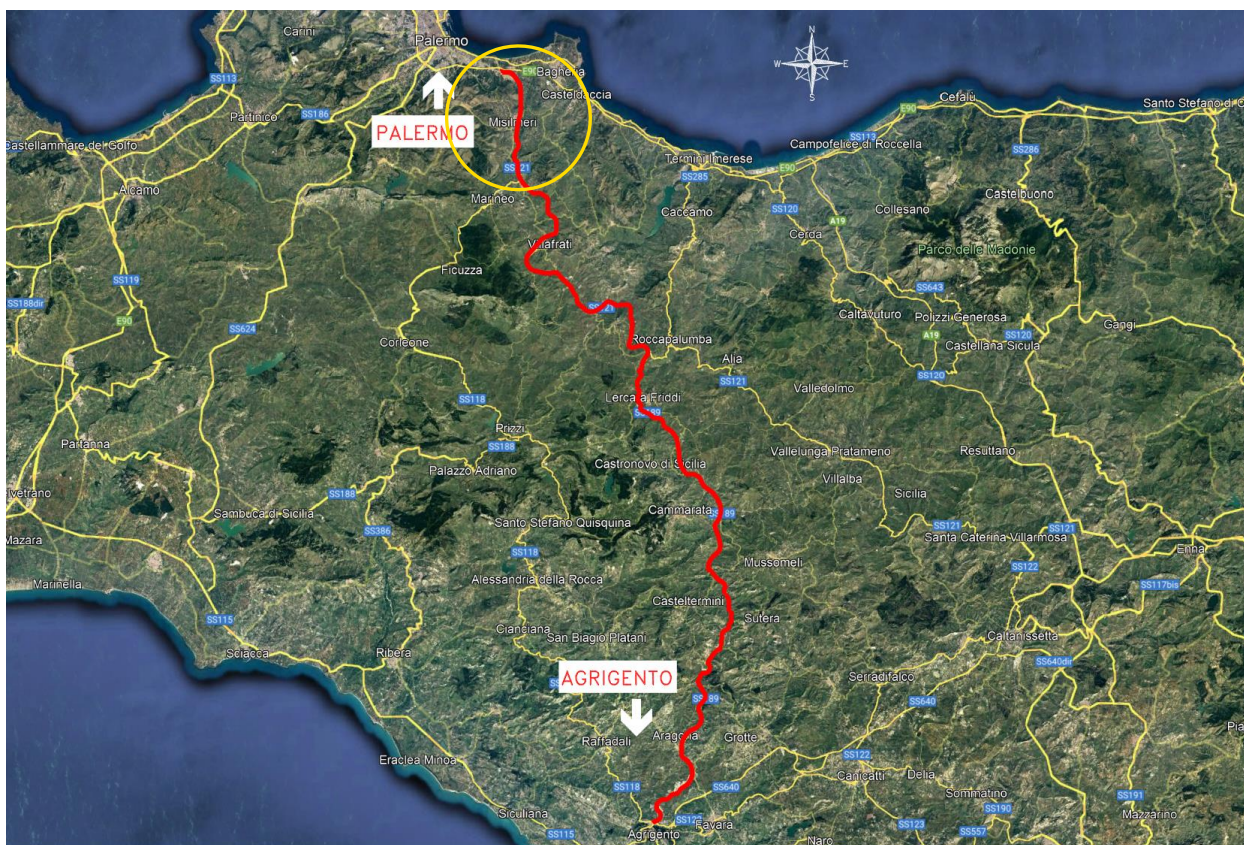 Carini
Palermo
N
W
E
S
SS113
E90
Bagheria
Casteldaccia
Cefalù
E90
Santo Stefano di C
Partinico
SS186
PALERMO
Misilmeri
SS113
Castellammare del Golfo
Campofelice di Roccella
SS286
Termini Imerese
E90
SS121
SS285
Alcamo
Marineo
Castelbuono
Caccamo
SS120
Collesano
A19
Cerda
Villafrati
Parco delle Madonie
Ficuzza
SS119
SS643
SS188dir
SS121
Caltavuturo
Polizzi Generosa
E90
SS624
Gangi
Roccapalumba
A19
SS120
Corleone
Castellana Sicula
Alia
SS121
SS120
Valledolmo
SS118
Lercara Friddi
SS189
Prizzi
Partanna
SS188
Vallelunga Pratameno
Resuttano
Palazzo Adriano
Castronovo di Sicilia
Villalba
SS188
Sicilia
elvetrano
Sambuca di Sicilia
Cammarata
SS189
Santo Stefano Quisquina
SS386
SS121
SS121
Mazara
Santa Caterina Villarmosa
SS118
Enna
Mussomeli
SS122
Marinella
Alessandria della Rocca
SS117bis
Casteltermini
SS115
Sutera
Cianciana
San Biagio Platani
Caltanissetta
Sciacca
Ribera
SS640dir
AGRIGENTO
Serradifalco
SS189
SS640
Aragona
Grotte
Raffadali
Eraclea Minoa
SS122
Canicattì
Delia
SS118
SS640
Sommatino
SS191
Siculiana
SS190
Mazzarino
Favara
SS123
SS115
Agrigento
SS557
Naro